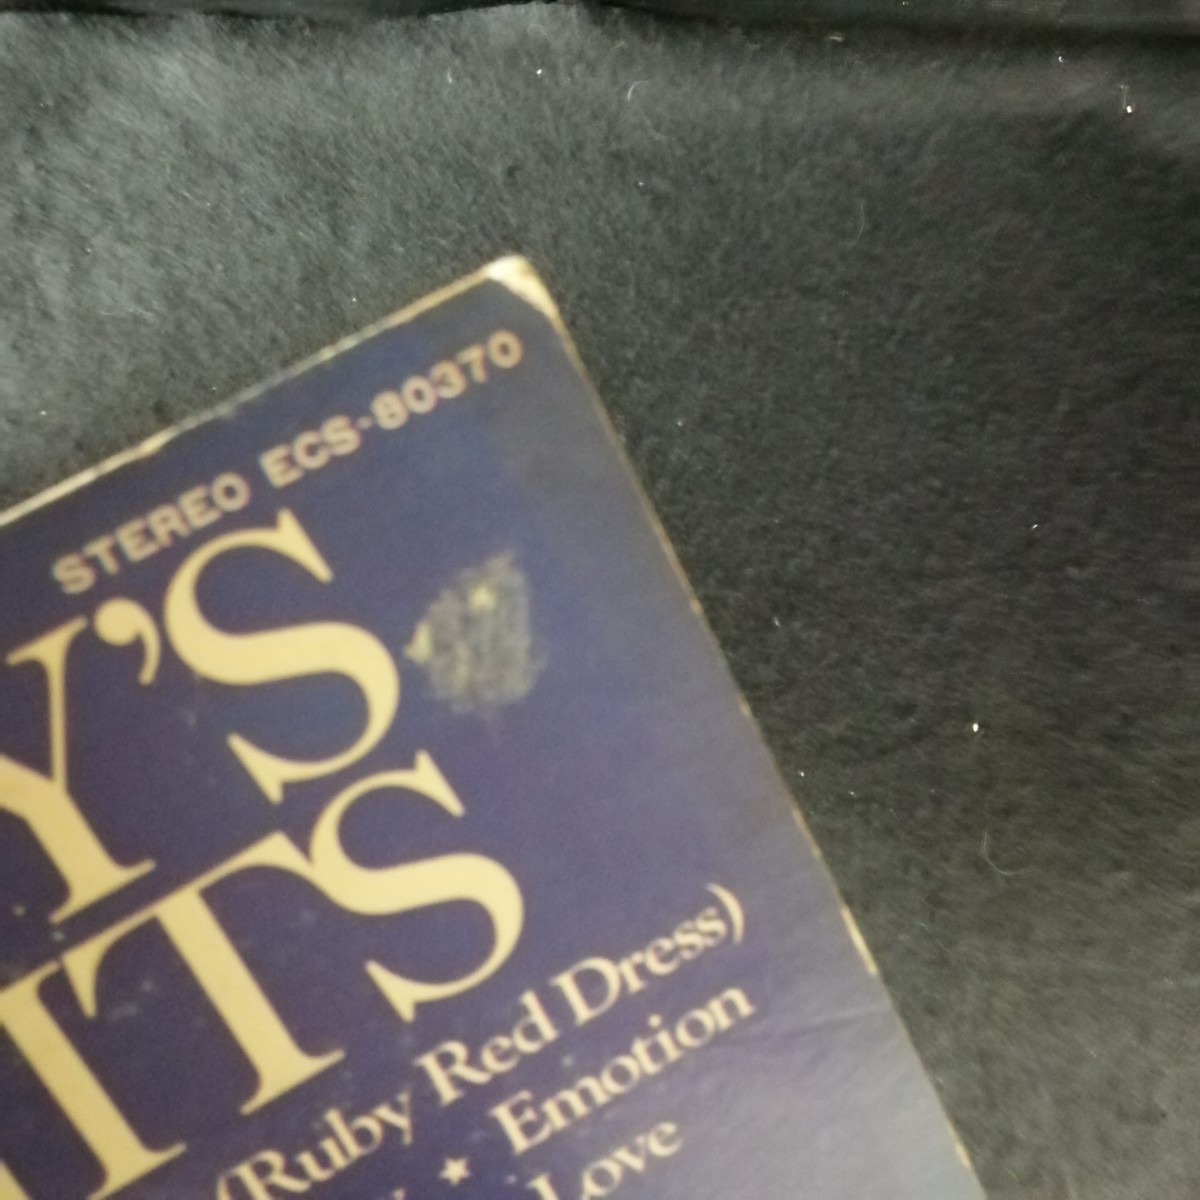 STEREO ECS-80370
Y'S
ITS
(Ruby Red Dress)
★ Emotion
Love